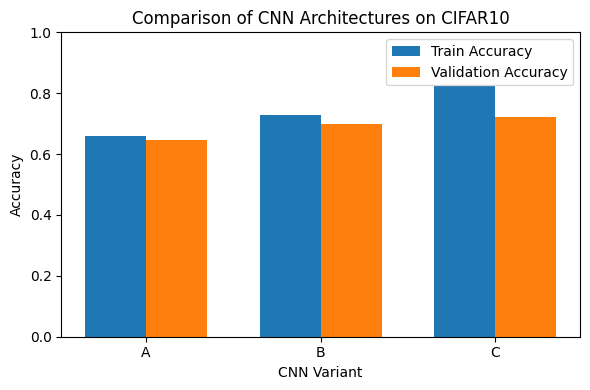 Comparison of CNN Architectures on CIFAR10
Train Accuracy
Validation Accuracy
1.0
0.8
0.6
0.4
0.2
0.0
Accuracy
A
B
C
CNN Variant